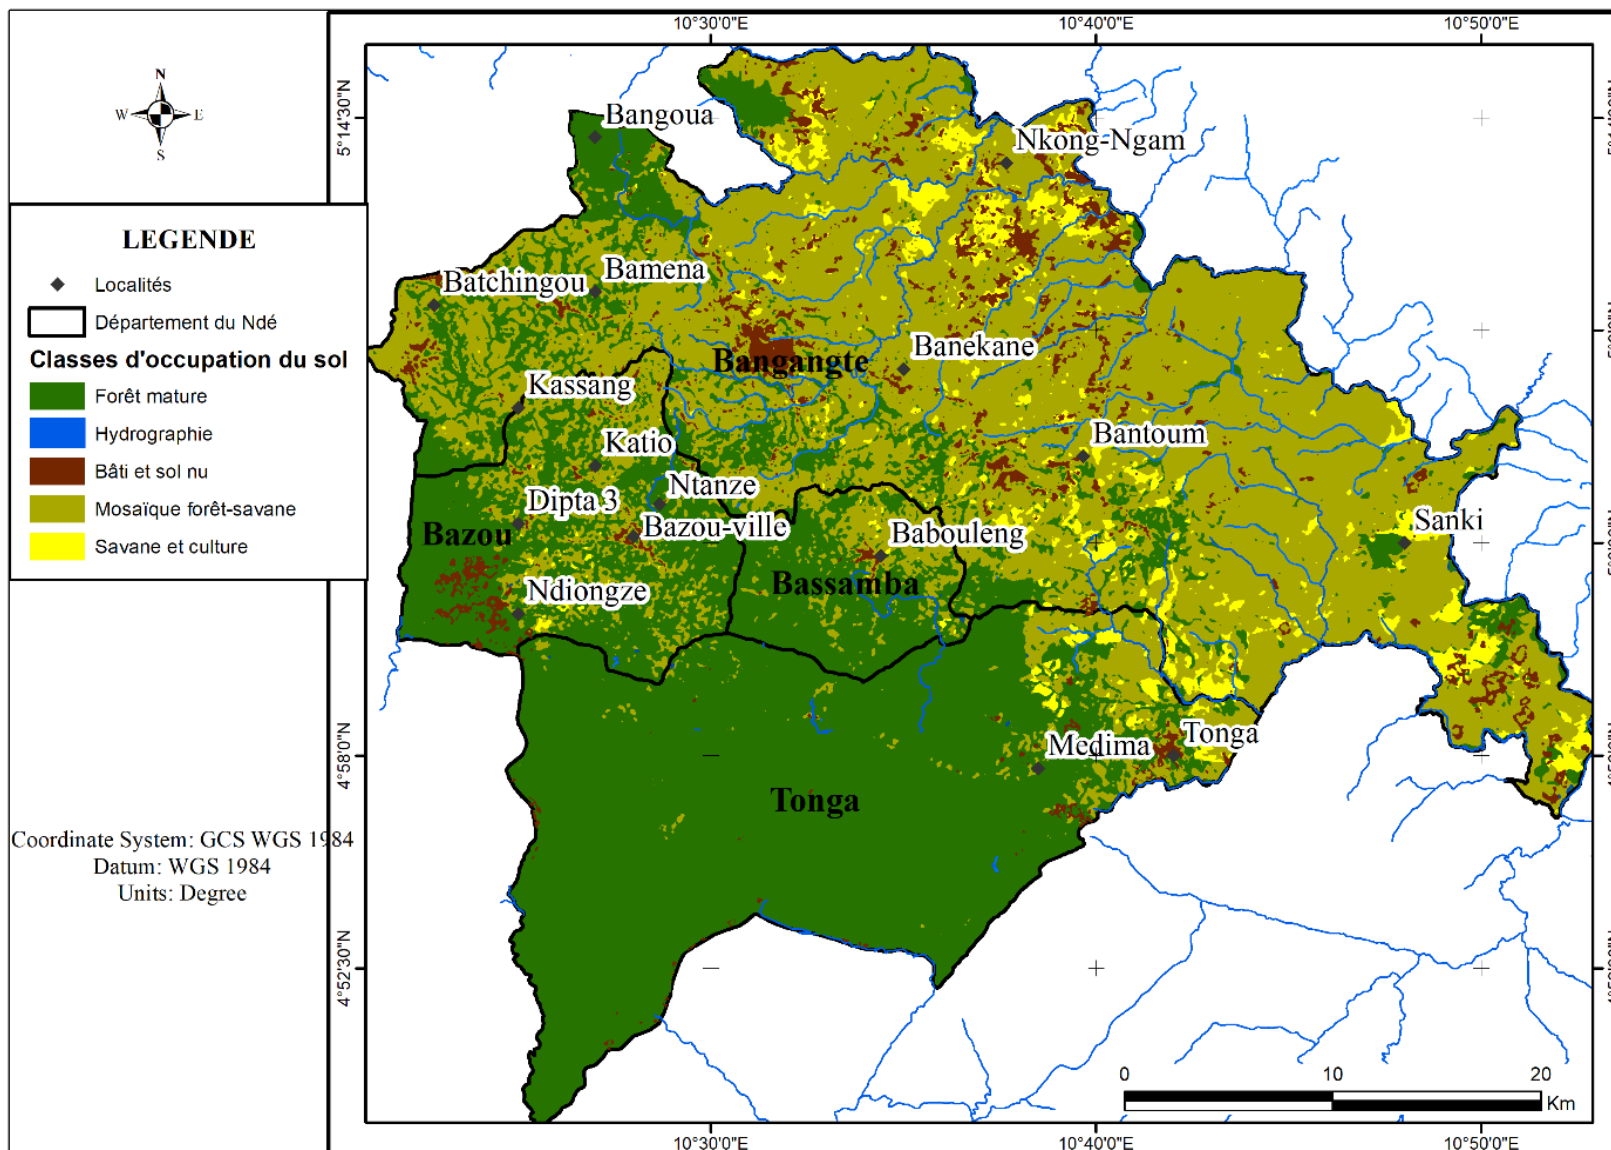 10°30'0"E
10°40'0"E
10°50'0"E
N
W
E
S
5°14'30"N
Bangoua
Nkong-Ngam
LEGENDE
Localités
Département du Ndé
Classes d'occupation du sol
Forêt mature
Hydrographie
Bâti et sol nu
Mosaïque forêt-savane
Savane et culture
Batchingou
Bamena
Bangangte
Banekane
Kassang
Katio
Bantoum
Ntanze
Dipta 3
Bazou
Bazou-ville
Babouleng
Sanki
Bassamba
Ndiongze
Medima
Tonga
4°58'0"N
Tonga
Coordinate System: GCS WGS 1984
Datum: WGS 1984
Units: Degree
4°52'30"N
0
10
20
Km
10°30'0"E
10°40'0"E
10°50'0"E